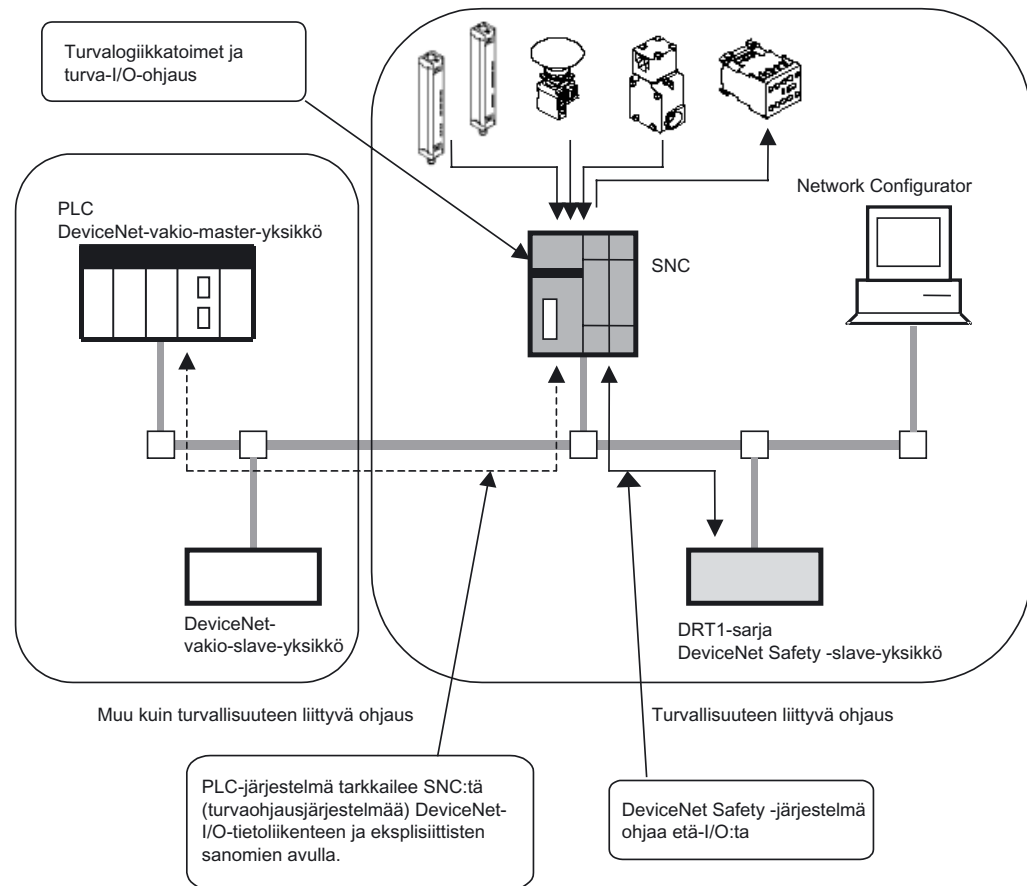 Turvalogiikkatoimet ja
turva-I/O-ohjaus
Network Configurator
PLC
DeviceNet-vakio-master-yksikkö
SNC
DeviceNet-
vakio-slave-yksikkö
DRT1-sarja
DeviceNet Safety -slave-yksikkö
Muu kuin turvallisuuteen liittyvä ohjaus
Turvallisuuteen liittyvä ohjaus
PLC-järjestelmä tarkkailee SNC:tä
(turvaohjausjärjestelmää) DeviceNet-
I/O-tietoliikenteen ja eksplisiittisten
sanomien avulla.
DeviceNet Safety -järjestelmä
ohjaa etä-I/O:ta